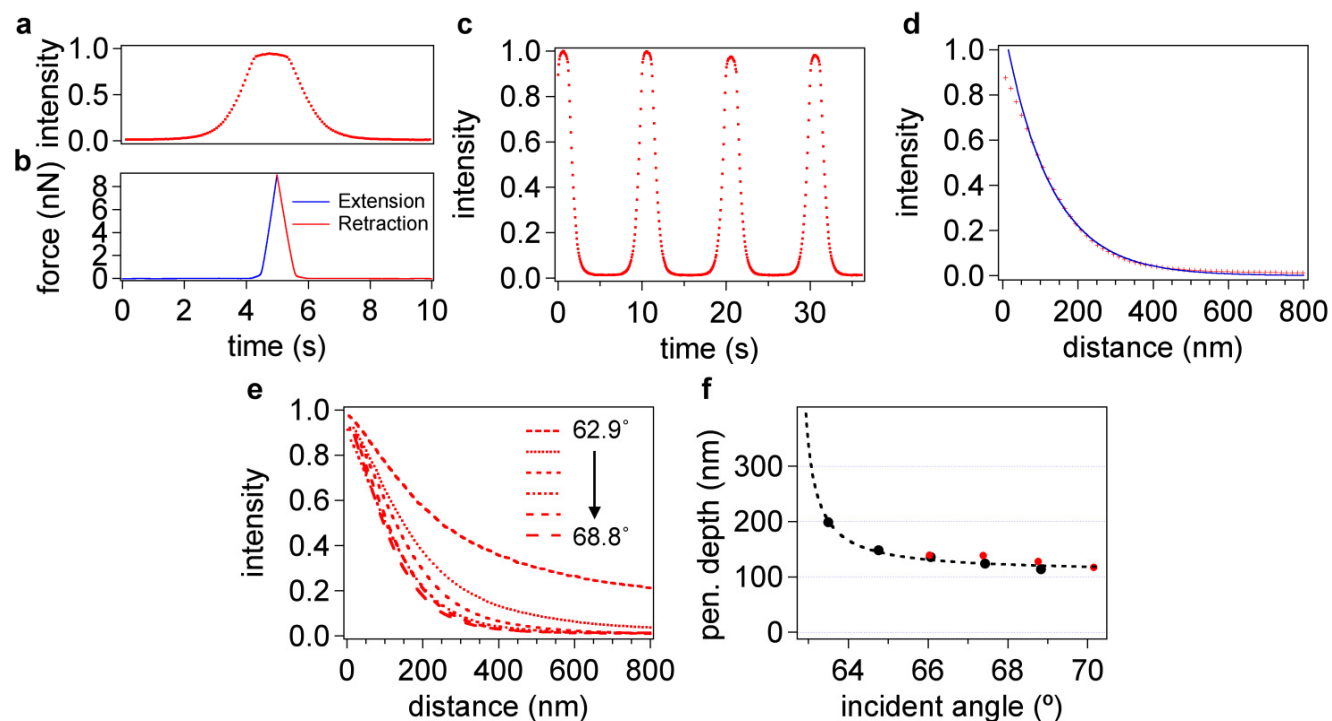 a
intensity
1.0
0.5
0.0
b
force (nN)
8
6
4
2
0
Extension
Retraction
0 2 4 6 8 10
time (s)
c
intensity
1.0
0.8
0.6
0.4
0.2
0.0
0 10 20 30
time (s)
d
intensity
1.0
0.8
0.6
0.4
0.2
0.0
0 200 400 600 800
distance (nm)
e
intensity
1.0
0.8
0.6
0.4
0.2
0.0
62.9°
68.8°
0 200 400 600 800
distance (nm)
f
pen. depth (nm)
300
200
100
0
64 66 68 70
incident angle (º)